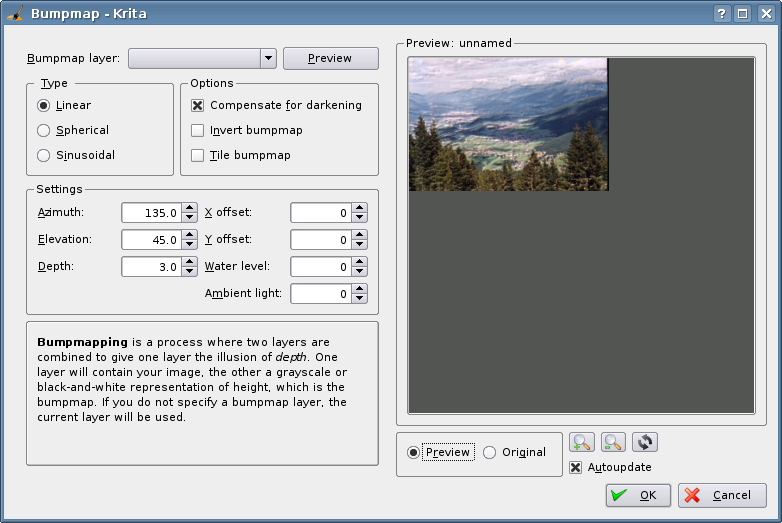 Bumpmap - Krita
Bumpmap layer:
Preview
Type
Linear
Spherical
Sinusoidal
Options
Compensate for darkening
Invert bumpmap
Tile bumpmap
Settings
Azimuth: 135.0 X offset: 0
Elevation: 45.0 Y offset: 0
Depth: 3.0 Water level: 0
Ambient light: 0
Bumpmapping is a process where two layers are
combined to give one layer the illusion of depth. One
layer will contain your image, the other a grayscale or
black-and-white representation of height, which is the
bumpmap. If you do not specify a bumpmap layer, the
current layer will be used.
Preview: unnamed
Preview Original
Autoupdate
OK Cancel